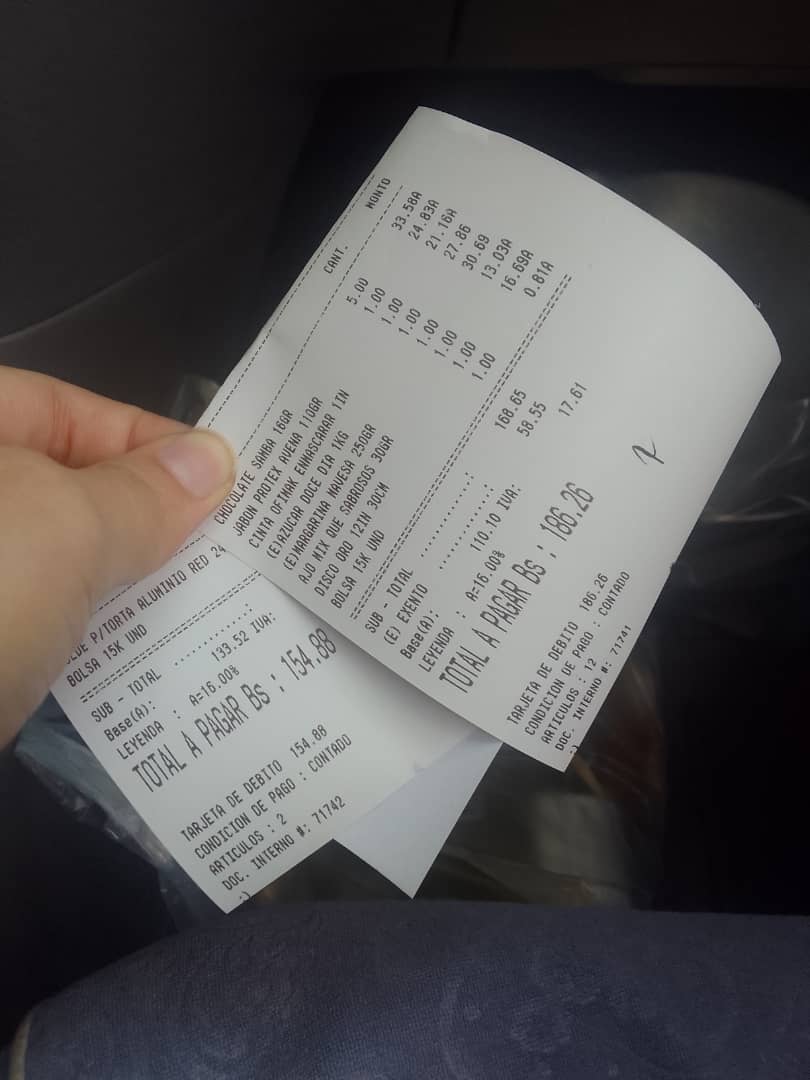 CANT. MONTO
CHOCOLATE SAMBA 16GR 5.00 33.58A
JABON PROTEX AVENA 110GR 1.00 24.83A
CINTA OFIMAK ENMASCARAR 1IN 1.00 21.16A
(E)AZUCAR DOCE DIA 1KG 1.00 27.86
(E)MARGARINA MAVESA 250GR 1.00 30.69
AJO MIX QUE SABROSOS 30GR 1.00 13.03A
DISCO ORO 12IN 30CM 1.00 16.69A
BOLSA 15K UND 0.81A
SUB - TOTAL ............: 168.65
(E) EXENTO ............: 58.55
Base(A): 110.10 IVA: 17.61
LEYENDA : A=16.00%
TOTAL A PAGAR Bs : 186.26
TARJETA DE DEBITO 186.26
CONDICION DE PAGO : CONTADO
ARTICULOS : 12
DOC. INTERNO #: 71741
:)
P/TORTA ALUMINIO RED 24
BOLSA 15K UND
SUB - TOTAL ............:
Base(A): 133.52 IVA:
LEYENDA : A=16.00%
TOTAL A PAGAR Bs : 154.88
TARJETA DE DEBITO 154.88
CONDICION DE PAGO : CONTADO
ARTICULOS : 2
DOC. INTERNO #: 71742
:)